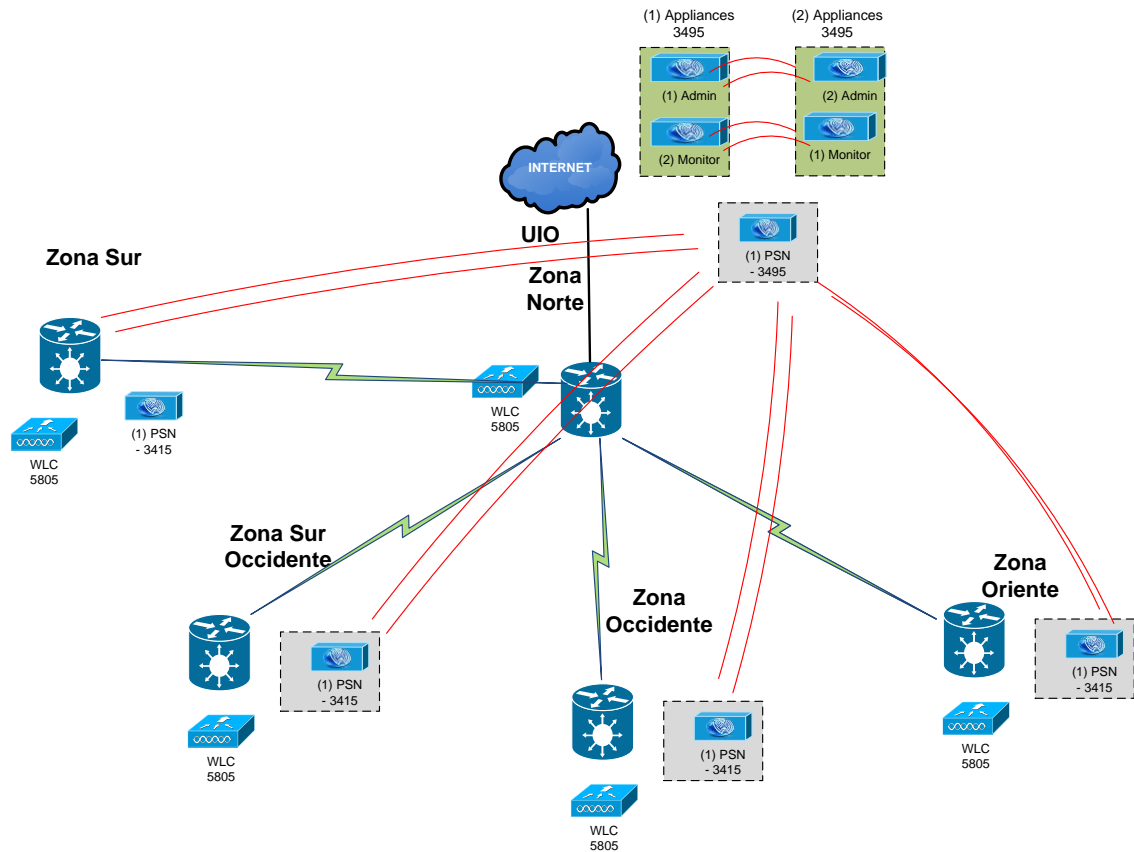 (1) Appliances
3495
(2) Appliances
3495
(1) Admin
(2) Admin
(2) Monitor
(1) Monitor
INTERNET
UIO
Zona
Norte
(1) PSN
- 3495
Zona Sur
WLC
5805
(1) PSN
- 3415
WLC
5805
Zona Sur
Occidente
Zona
Occidente
Zona
Oriente
(1) PSN
- 3415
WLC
5805
(1) PSN
- 3415
WLC
5805
(1) PSN
- 3415
WLC
5805